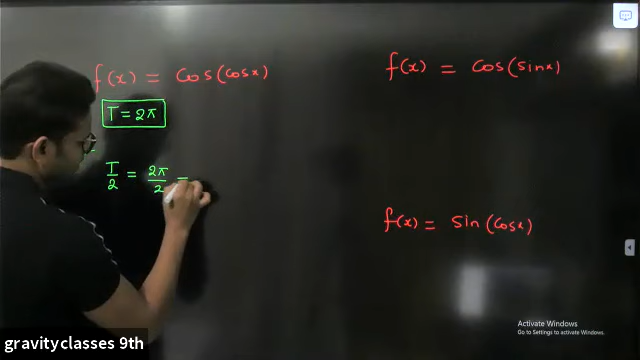 f(x) = Cos(Cosx)
T = 2π
T/2 = 2π/2 =
f(x) = Cos(Sinx)
f(x) = Sin(Cosx)
Activate Windows
Go to Settings to activate Windows.
gravityclasses 9th